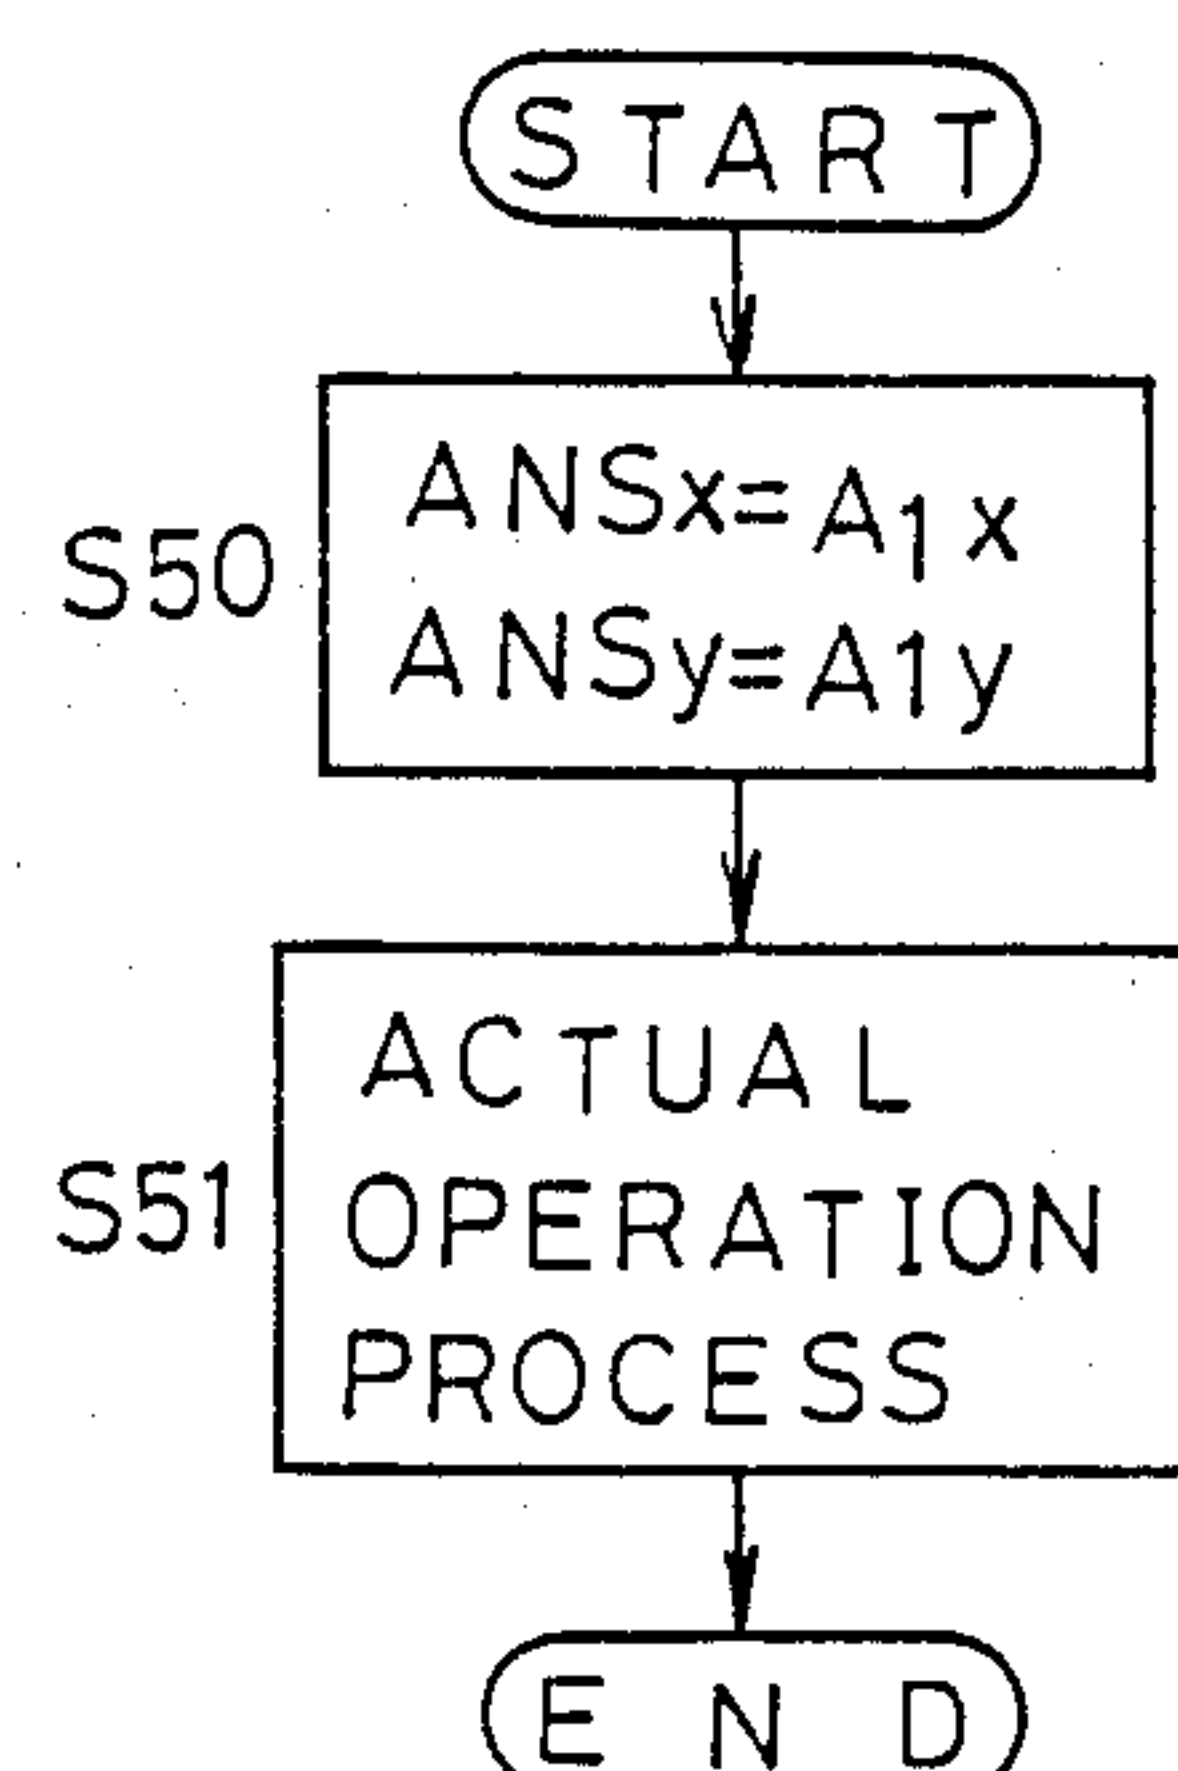 START
S50
ANSx=A1x
ANSy=A1y
S51
ACTUAL
OPERATION
PROCESS
END